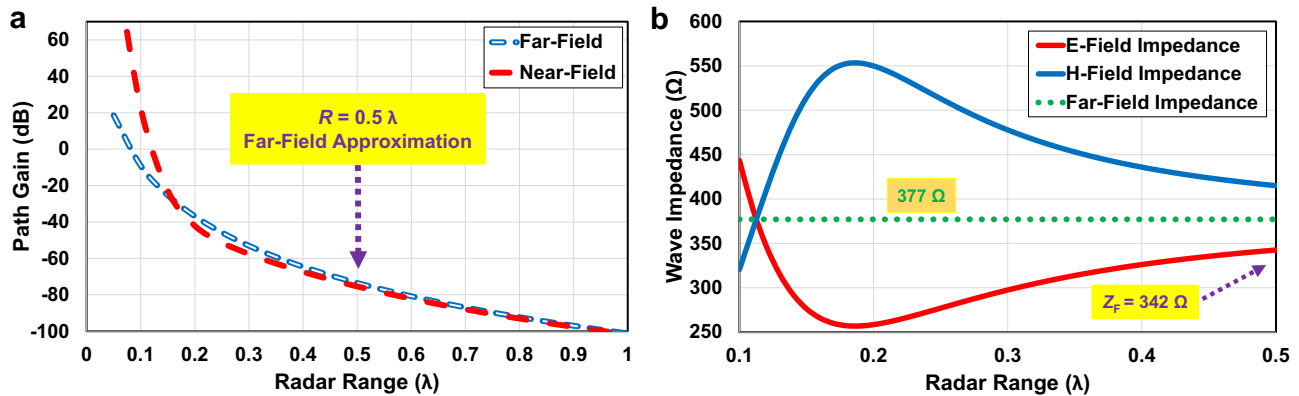 a
Path Gain (dB)
60
40
20
0
-20
-40
-60
-80
-100
Far-Field
Near-Field
R = 0.5 λ
Far-Field Approximation
0 0.1 0.2 0.3 0.4 0.5 0.6 0.7 0.8 0.9 1
Radar Range (λ)
b
Wave Impedance (Ω)
600
550
500
450
400
350
300
250
E-Field Impedance
H-Field Impedance
Far-Field Impedance
377 Ω
ZF = 342 Ω
0.1 0.2 0.3 0.4 0.5
Radar Range (λ)